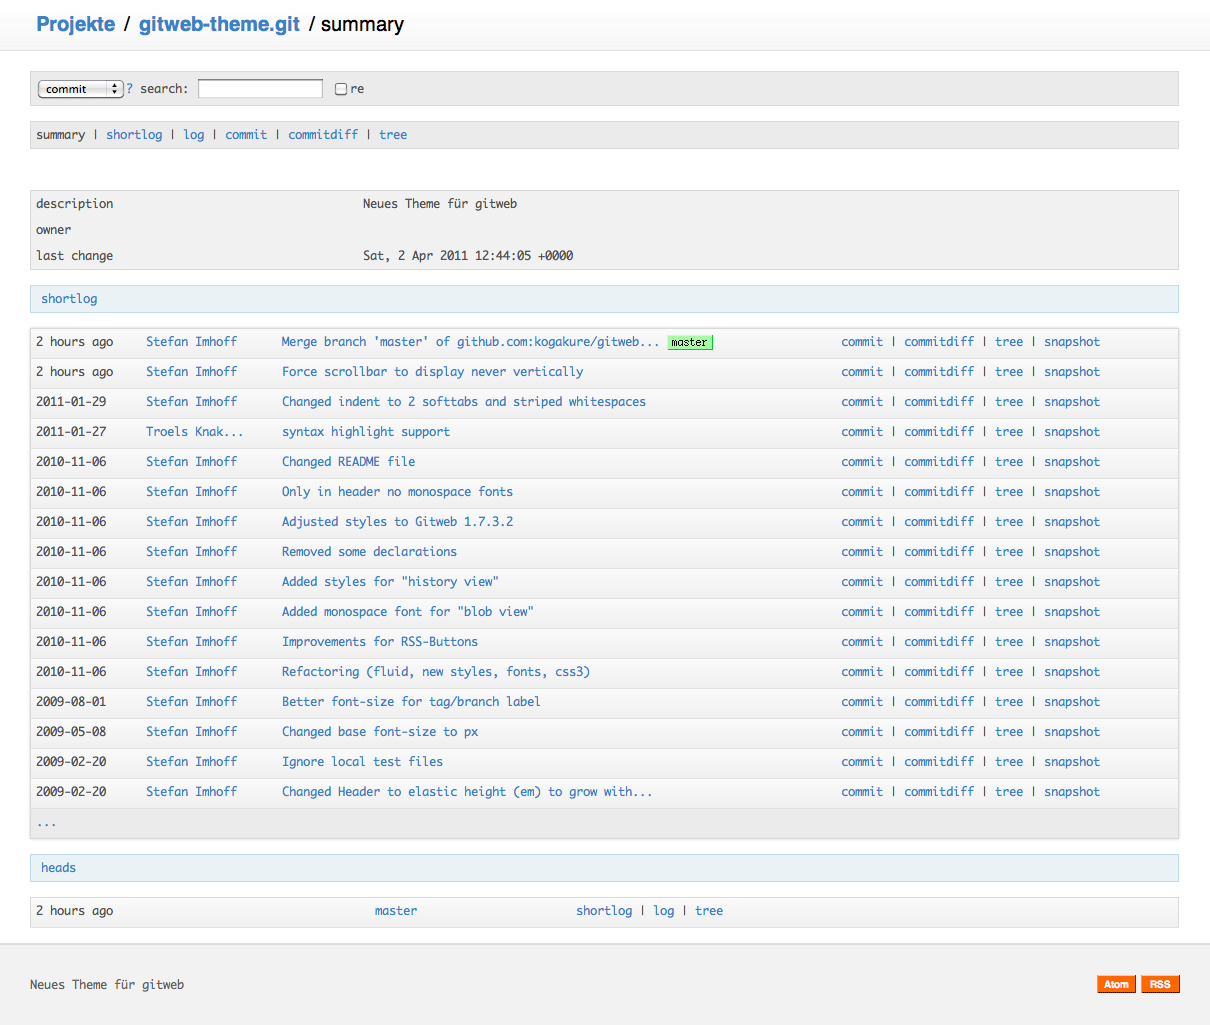 Projekte / gitweb-theme.git / summary
commit ? search: re
summary | shortlog | log | commit | commitdiff | tree
description Neues Theme für gitweb
owner
last change Sat, 2 Apr 2011 12:44:05 +0000
shortlog
2 hours ago Stefan Imhoff Merge branch 'master' of github.com:kogakure/gitweb... master commit | commitdiff | tree | snapshot
2 hours ago Stefan Imhoff Force scrollbar to display never vertically commit | commitdiff | tree | snapshot
2011-01-29 Stefan Imhoff Changed indent to 2 softtabs and striped whitespaces commit | commitdiff | tree | snapshot
2011-01-27 Troels Knak... syntax highlight support commit | commitdiff | tree | snapshot
2010-11-06 Stefan Imhoff Changed README file commit | commitdiff | tree | snapshot
2010-11-06 Stefan Imhoff Only in header no monospace fonts commit | commitdiff | tree | snapshot
2010-11-06 Stefan Imhoff Adjusted styles to Gitweb 1.7.3.2 commit | commitdiff | tree | snapshot
2010-11-06 Stefan Imhoff Removed some declarations commit | commitdiff | tree | snapshot
2010-11-06 Stefan Imhoff Added styles for "history view" commit | commitdiff | tree | snapshot
2010-11-06 Stefan Imhoff Added monospace font for "blob view" commit | commitdiff | tree | snapshot
2010-11-06 Stefan Imhoff Improvements for RSS-Buttons commit | commitdiff | tree | snapshot
2010-11-06 Stefan Imhoff Refactoring (fluid, new styles, fonts, css3) commit | commitdiff | tree | snapshot
2009-08-01 Stefan Imhoff Better font-size for tag/branch label commit | commitdiff | tree | snapshot
2009-05-08 Stefan Imhoff Changed base font-size to px commit | commitdiff | tree | snapshot
2009-02-20 Stefan Imhoff Ignore local test files commit | commitdiff | tree | snapshot
2009-02-20 Stefan Imhoff Changed Header to elastic height (em) to grow with... commit | commitdiff | tree | snapshot
...
heads
2 hours ago master shortlog | log | tree
Neues Theme für gitweb Atom RSS